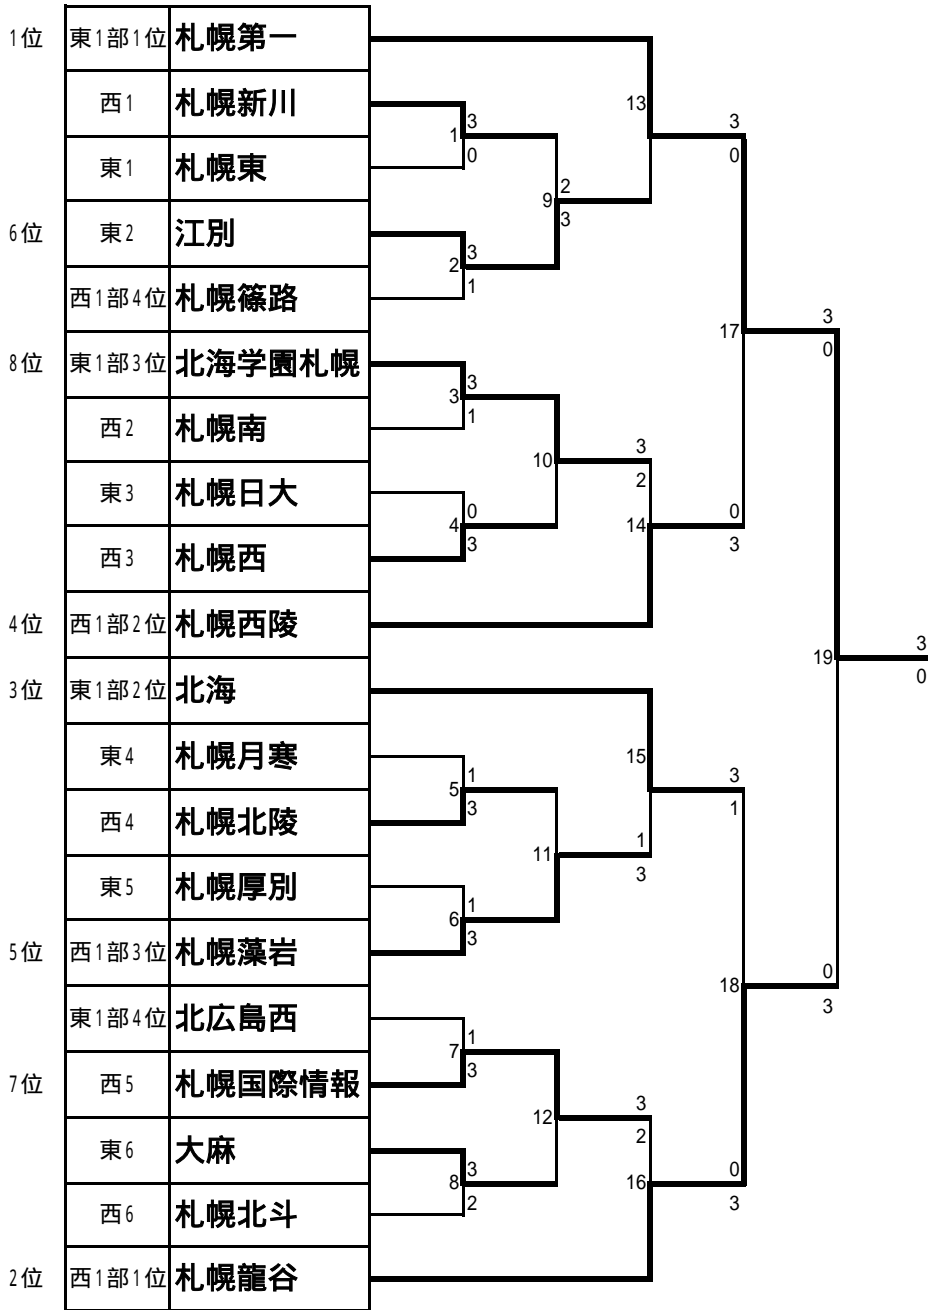 1位 東1部1位 札幌第一
西1 札幌新川
東1 札幌東
6位 東2 江別
西1部4位 札幌篠路
8位 東1部3位 北海学園札幌
西2 札幌南
東3 札幌日大
西3 札幌西
4位 西1部2位 札幌西陵
3位 東1部2位 北海
東4 札幌月寒
西4 札幌北陵
東5 札幌厚別
5位 西1部3位 札幌藻岩
東1部4位 北広島西
7位 西5 札幌国際情報
東6 大麻
西6 札幌北斗
2位 西1部1位 札幌龍谷
3
1
0
3
2
1
3
3
1
0
4
3
1
5
3
1
6
3
1
7
3
3
8
2
2
9
3
3
10
2
1
11
3
3
12
2
13
3
0
14
0
3
15
3
1
16
0
3
17
3
0
18
0
3
19
3
0